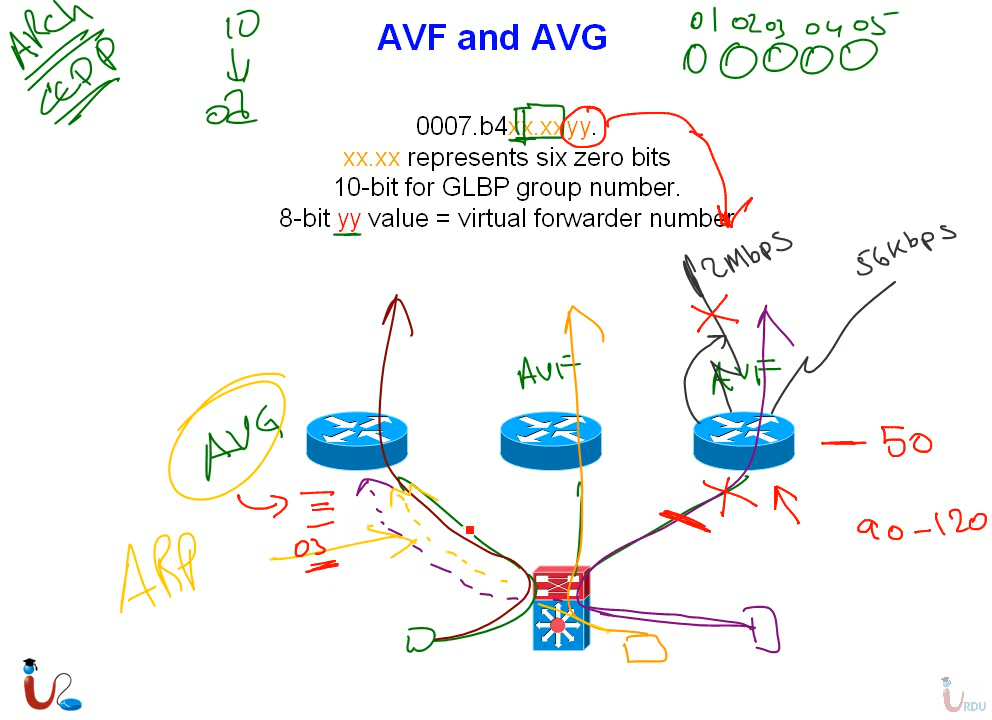 ARch
CCDP
10
0a
AVF and AVG
01 02 03 04 05
0007.b4xx.xxyy.
xx.xx represents six zero bits
10-bit for GLBP group number.
8-bit yy value = virtual forwarder number
2Mbps
56Kbps
AVF
AVF
AVG
50
03
90-120
ARP
URDU